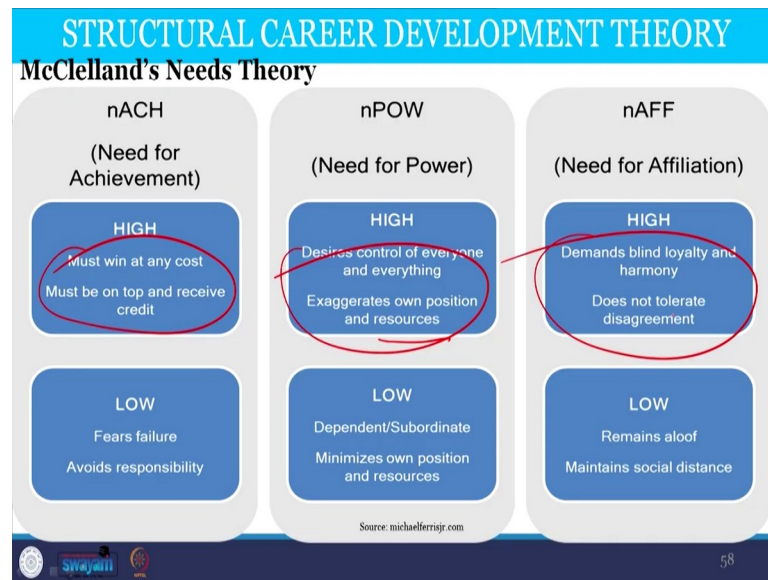 STRUCTURAL CAREER DEVELOPMENT THEORY
McClelland's Needs Theory
nACH
(Need for
Achievement)
HIGH
Must win at any cost
Must be on top and receive
credit
LOW
Fears failure
Avoids responsibility
nPOW
(Need for Power)
HIGH
Desires control of everyone
and everything
Exaggerates own position
and resources
LOW
Dependent/Subordinate
Minimizes own position
and resources
nAFF
(Need for Affiliation)
HIGH
Demands blind loyalty and
harmony
Does not tolerate
disagreement
LOW
Remains aloof
Maintains social distance
Source: michaelferrisjr.com
swayam
58